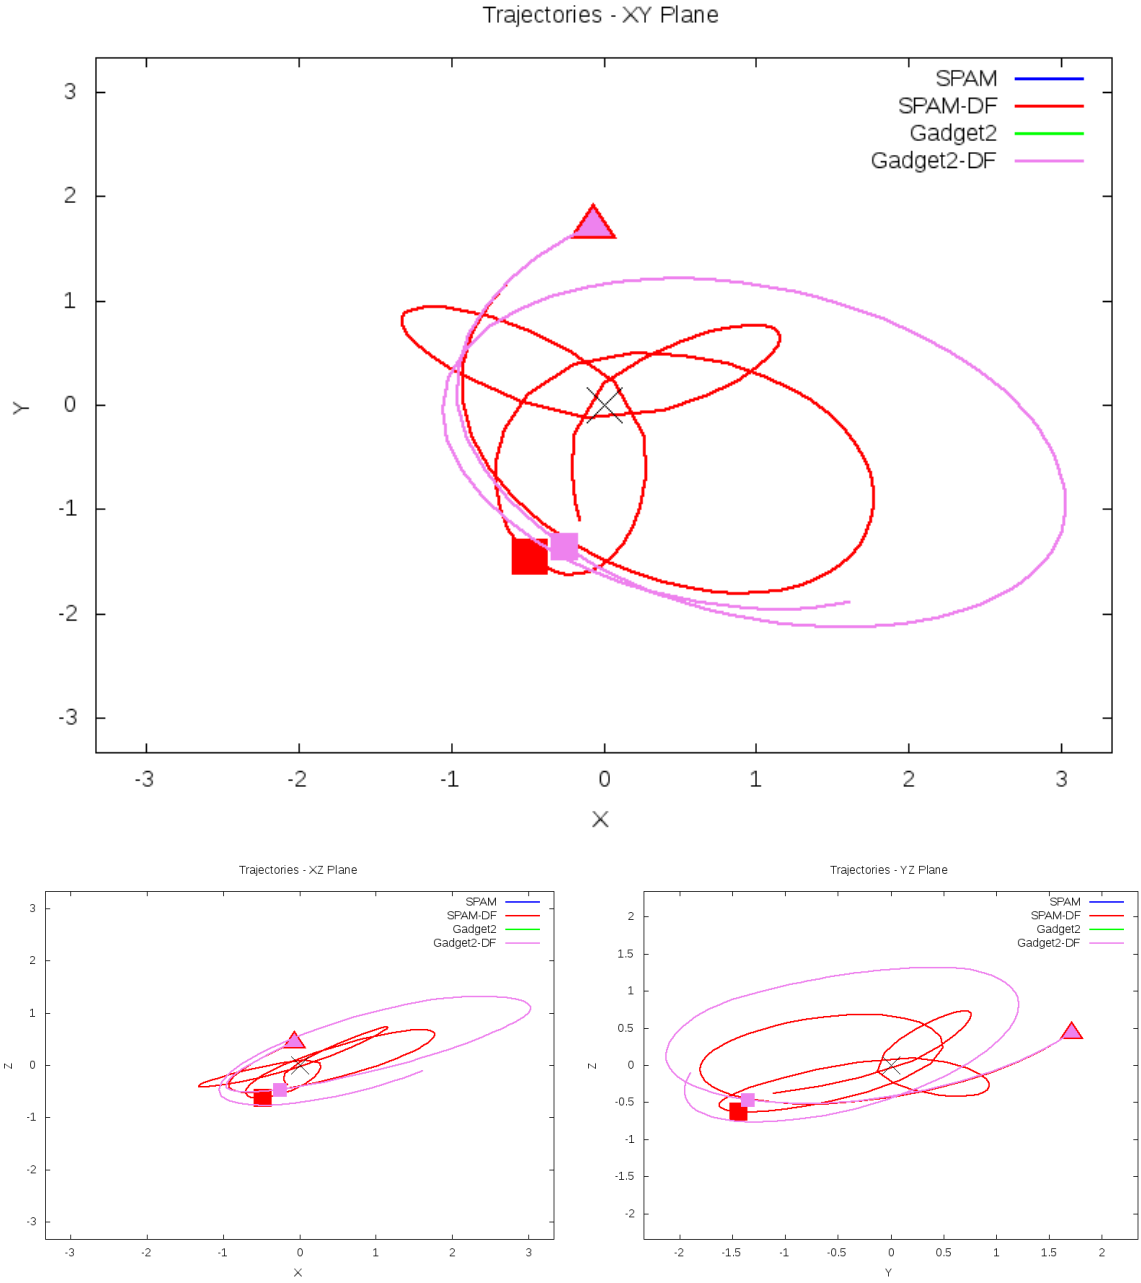 Trajectories - XY Plane
SPAM
SPAM-DF
Gadget2
Gadget2-DF
3
2
1
0
-1
-2
-3
Y
-3 -2 -1 0 1 2 3
X
Trajectories - XZ Plane
SPAM
SPAM-DF
Gadget2
Gadget2-DF
3
2
1
0
-1
-2
-3
Z
-3 -2 -1 0 1 2 3
X
Trajectories - YZ Plane
SPAM
SPAM-DF
Gadget2
Gadget2-DF
2
1.5
1
0.5
0
-0.5
-1
-1.5
-2
Z
-2 -1.5 -1 -0.5 0 0.5 1 1.5 2
Y